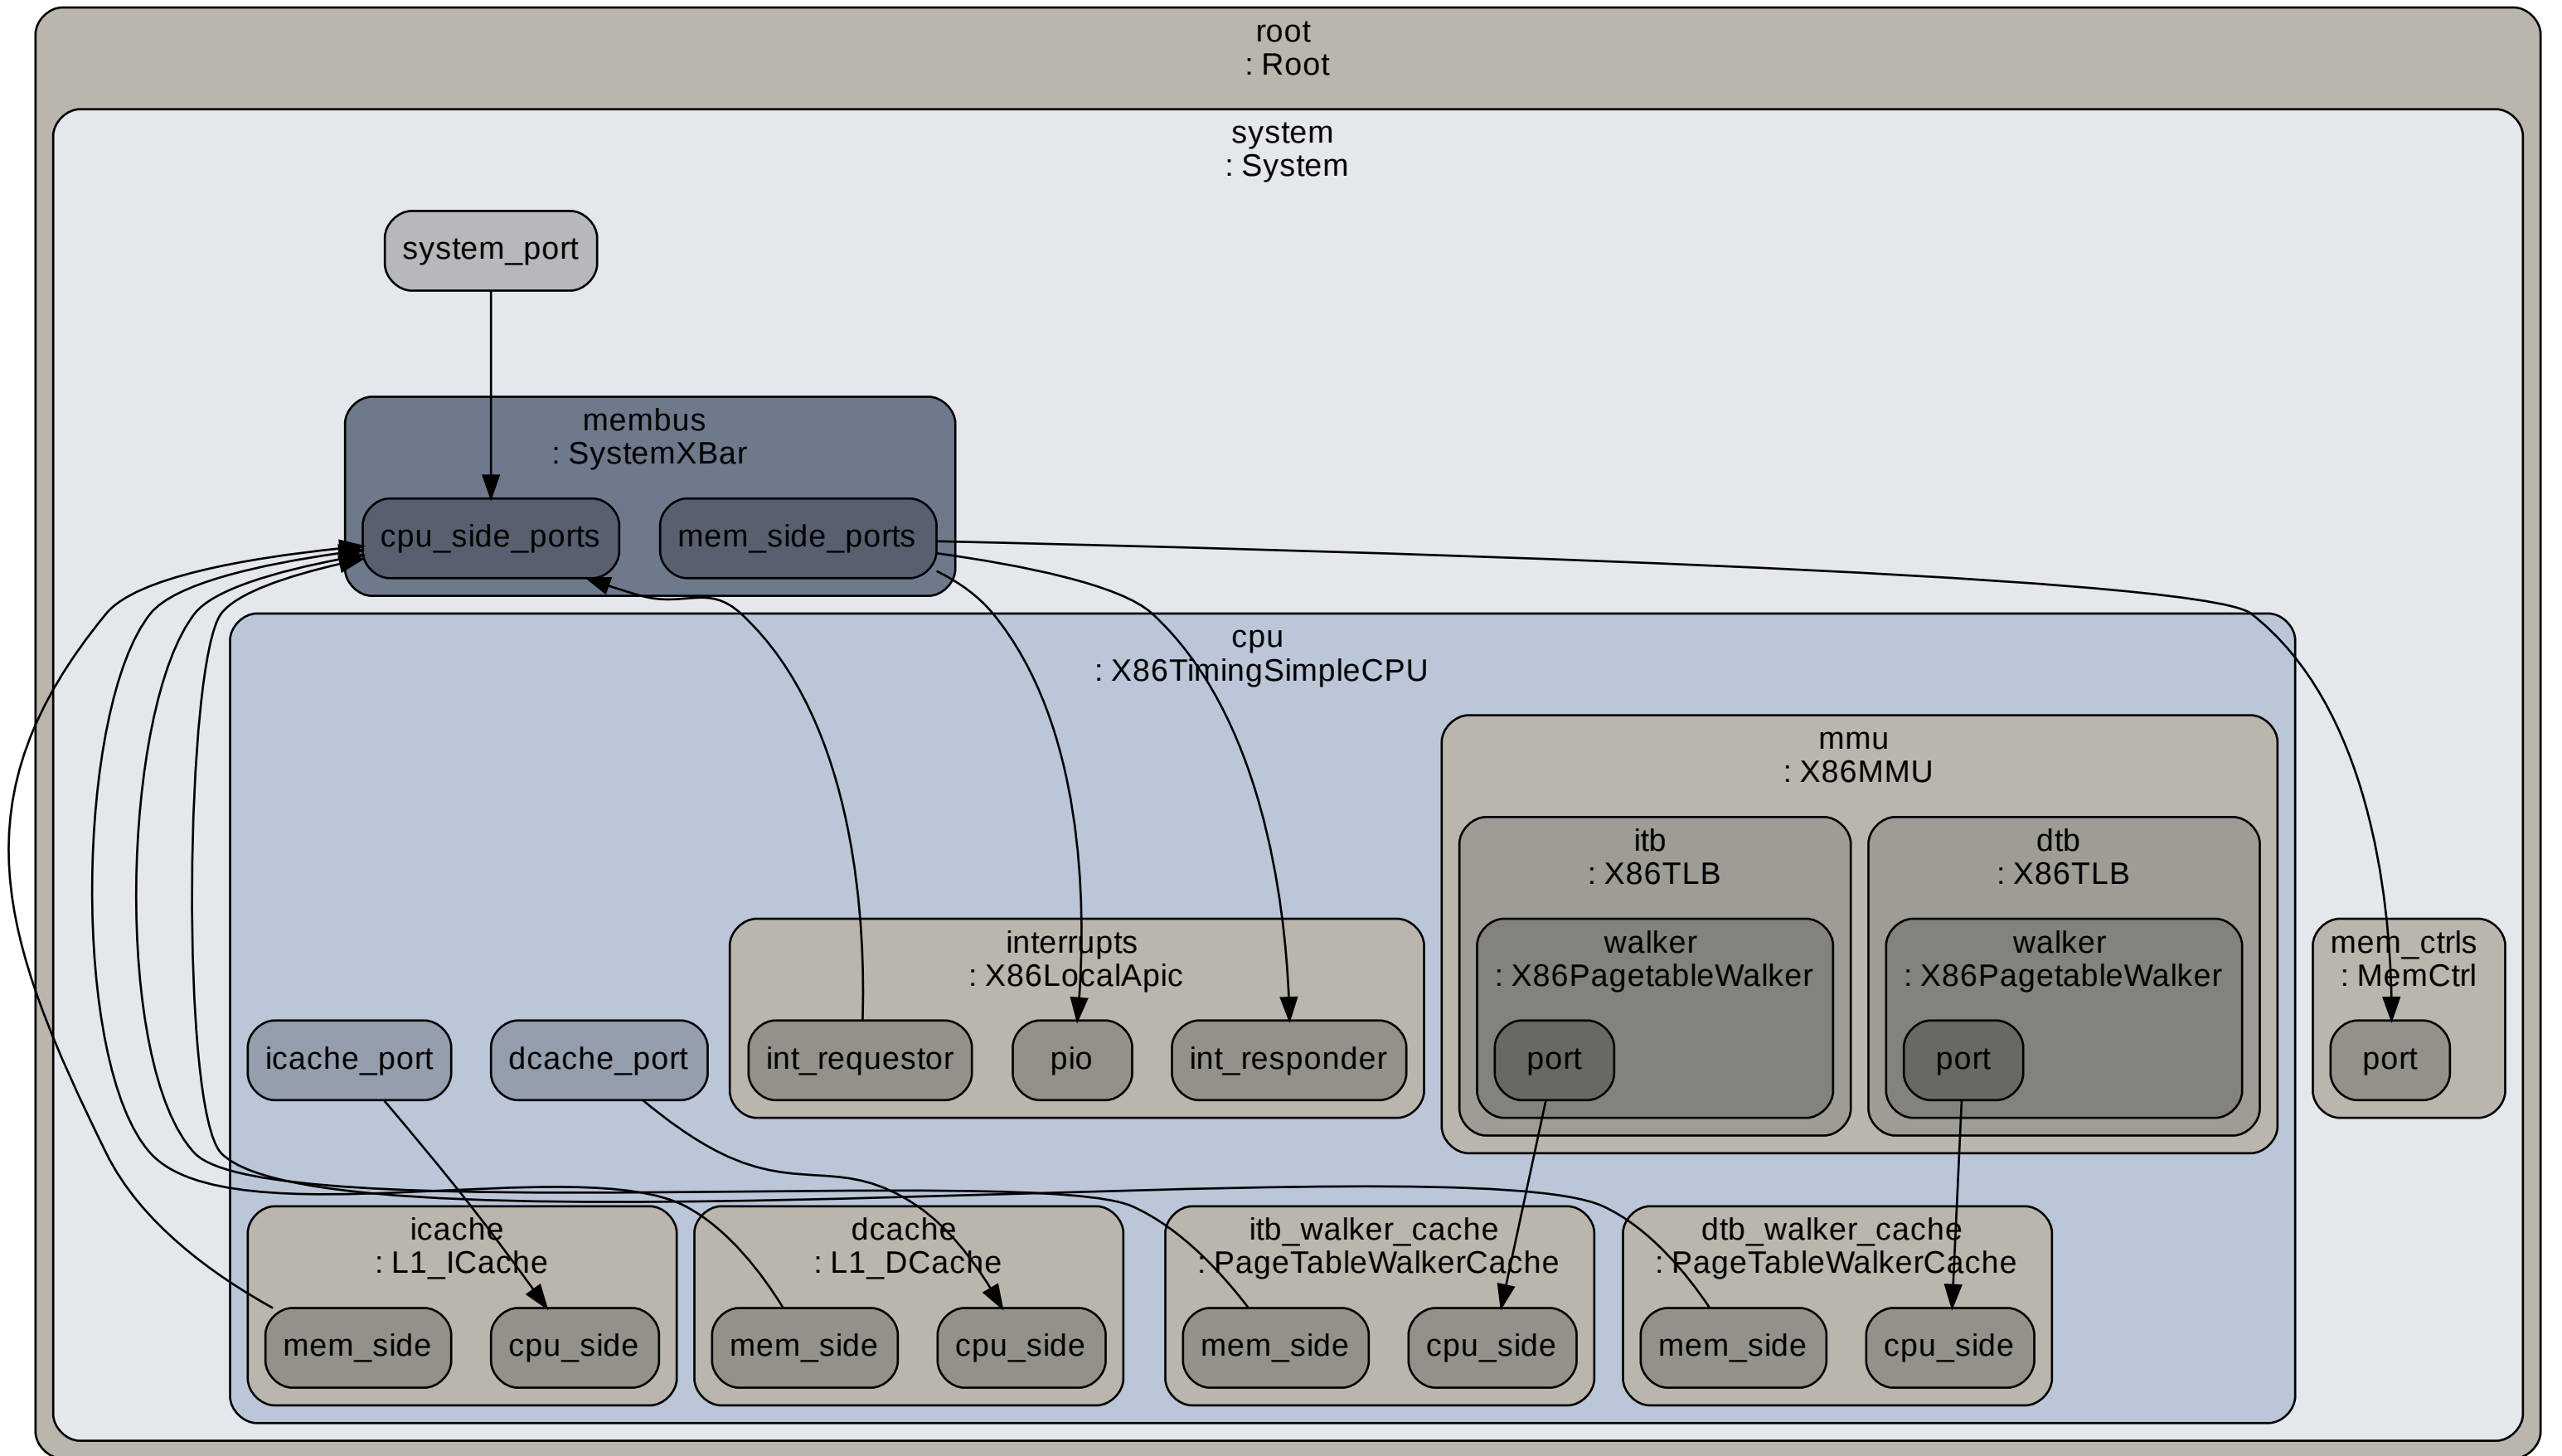 root
: Root
system
: System
system_port
membus
: SystemXBar
cpu_side_ports
mem_side_ports
cpu
: X86TimingSimpleCPU
mmu
: X86MMU
itb
: X86TLB
dtb
: X86TLB
interrupts
: X86LocalApic
walker
: X86PagetableWalker
walker
: X86PagetableWalker
mem_ctrls
: MemCtrl
icache_port
dcache_port
int_requestor
pio
int_responder
port
port
port
icache
: L1_ICache
dcache
: L1_DCache
itb_walker_cache
: PageTableWalkerCache
dtb_walker_cache
: PageTableWalkerCache
mem_side
cpu_side
mem_side
cpu_side
mem_side
cpu_side
mem_side
cpu_side